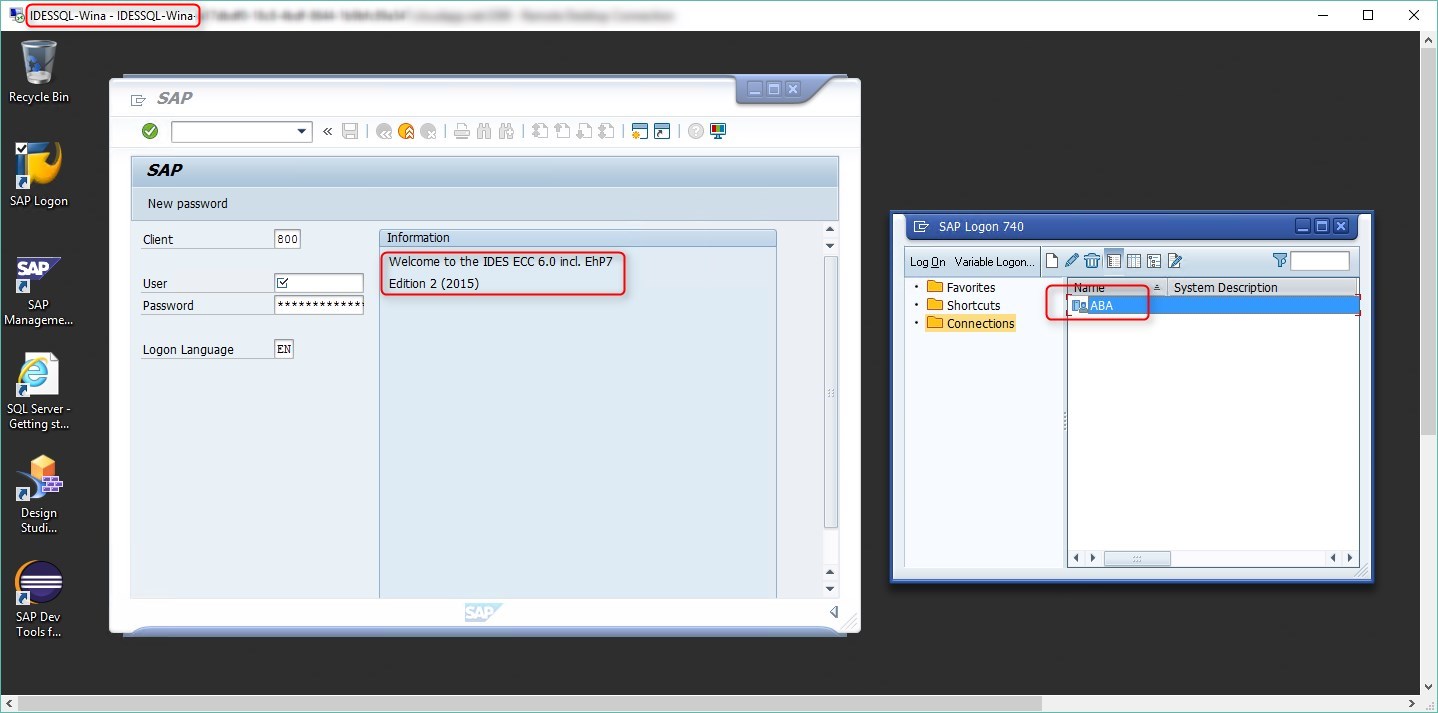 IDESSQL-Wina - IDESSQL-Wina-
Remote Desktop Connection
Recycle Bin
SAP Logon
SAP
Manageme...
SQL Server -
Getting st...
Design
Studi...
SAP Dev
Tools f...
SAP
SAP
New password
Client 800
User
Password *************
Logon Language EN
Information
Welcome to the IDES ECC 6.0 incl. EhP7
Edition 2 (2015)
SAP
SAP Logon 740
Log On Variable Logon...
Favorites
Shortcuts
Connections
Name System Description
ABA